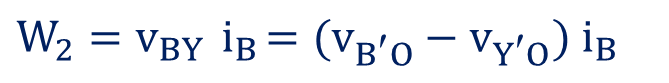 W₂ = v_BY i_B = (v_B′O − v_Y′O) i_B